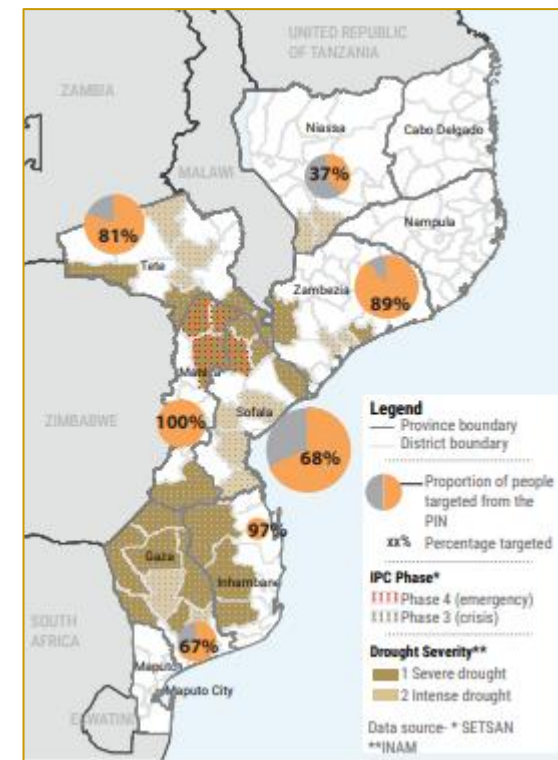 UNITED REPUBLIC
OF TANZANIA
ZAMBIA
Niassa
Cabo Delgado
MALAWI
37%
Nampula
81%
Tete
Zambezia
89%
Manica
Sofala
ZIMBABWE
100%
68%
97%
Gaza
Inhambane
SOUTH
AFRICA
67%
Maputo
Maputo City
ESWATINI
Legend
Province boundary
District boundary
Proportion of people
targeted from the
PIN
xx% Percentage targeted
IPC Phase*
Phase 4 (emergency)
Phase 3 (crisis)
Drought Severity**
1 Severe drought
2 Intense drought
Data source- * SETSAN
**INAM